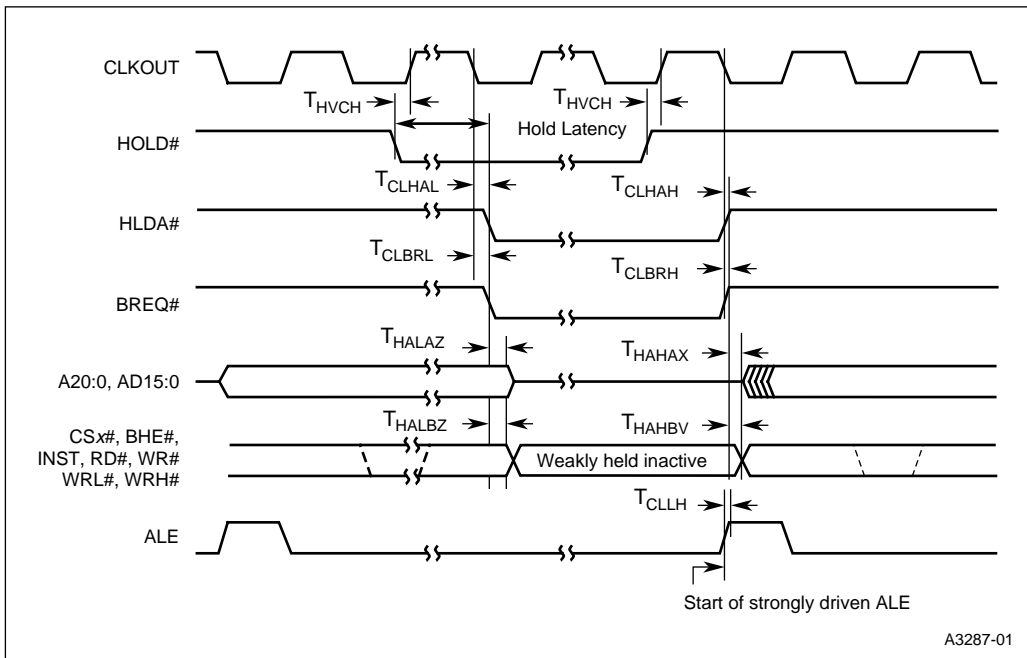 CLKOUT
THVCH
THVCH
Hold Latency
HOLD#
TCLHAL
TCLHAH
HLDA#
TCLBRL
TCLBRH
BREQ#
THALAZ
THAHAX
A20:0, AD15:0
THALBZ
THAHBV
CSx#, BHE#,
INST, RD#, WR#
WRL#, WRH#
Weakly held inactive
TCLLH
ALE
Start of strongly driven ALE
A3287-01